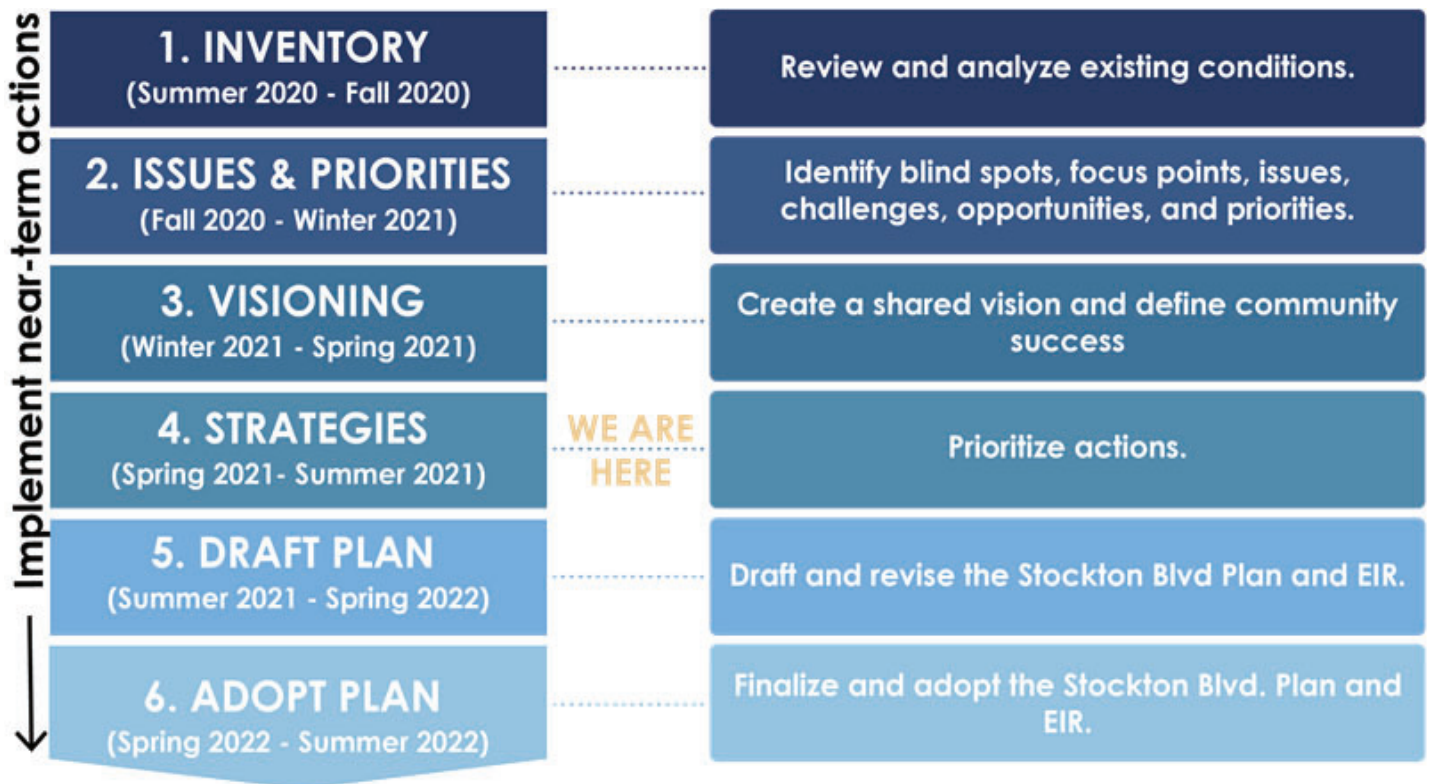 Implement near-term actions
1. INVENTORY
(Summer 2020 - Fall 2020)
Review and analyze existing conditions.
2. ISSUES & PRIORITIES
(Fall 2020 - Winter 2021)
Identify blind spots, focus points, issues,
challenges, opportunities, and priorities.
3. VISIONING
(Winter 2021 - Spring 2021)
Create a shared vision and define community
success
4. STRATEGIES
(Spring 2021- Summer 2021)
WE ARE
HERE
Prioritize actions.
5. DRAFT PLAN
(Summer 2021 - Spring 2022)
Draft and revise the Stockton Blvd Plan and EIR.
6. ADOPT PLAN
(Spring 2022 - Summer 2022)
Finalize and adopt the Stockton Blvd. Plan and
EIR.